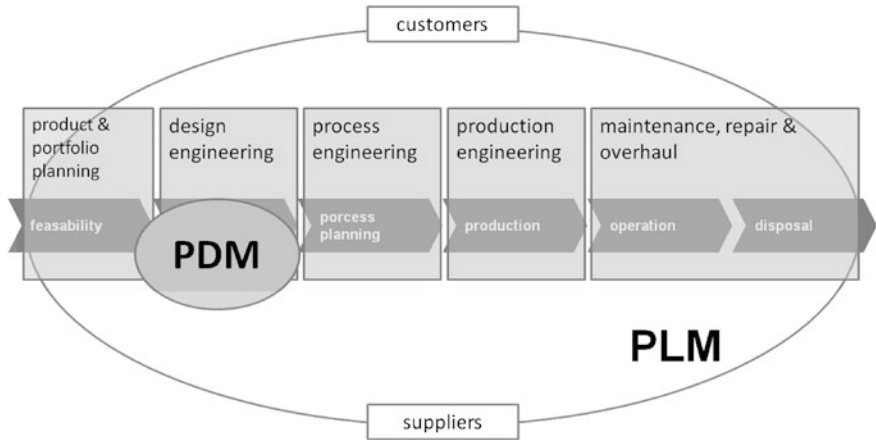 customers
product &
portfolio
planning
design
engineering
process
engineering
production
engineering
maintenance, repair &
overhaul
feasability
PDM
porcess
planning
production
operation
disposal
PLM
suppliers